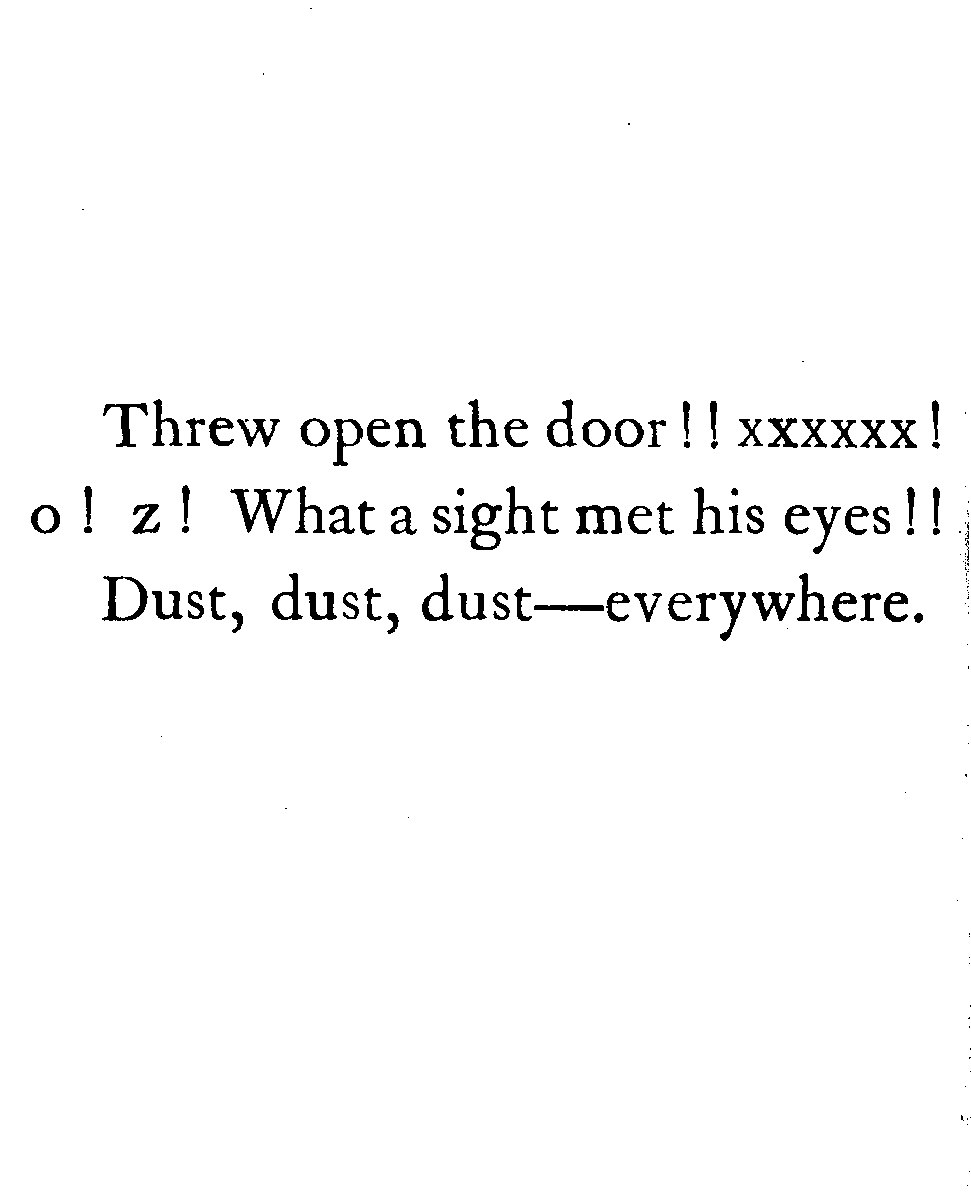 Threw open the door!! xxxxxx!
o! z! What a sight met his eyes!!
Dust, dust, dust—everywhere.